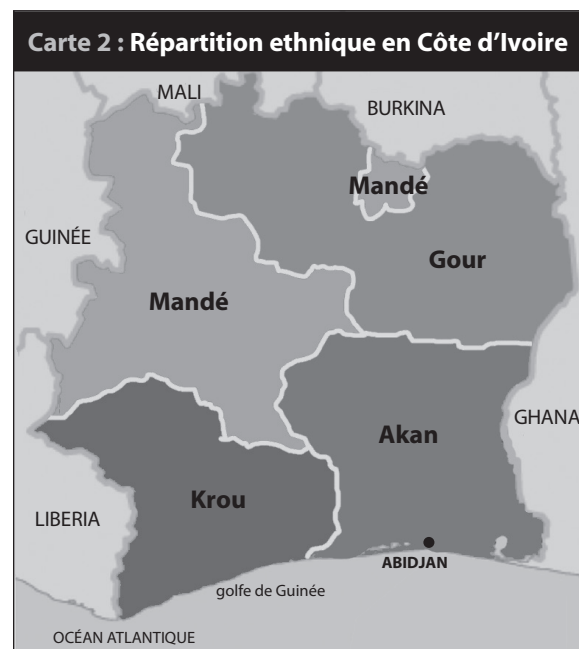 Carte 2 : Répartition ethnique en Côte d'Ivoire
MALI
BURKINA
Mandé
GUINÉE
Gour
Mandé
GHANA
Akan
Krou
LIBERIA
ABIDJAN
golfe de Guinée
OCÉAN ATLANTIQUE